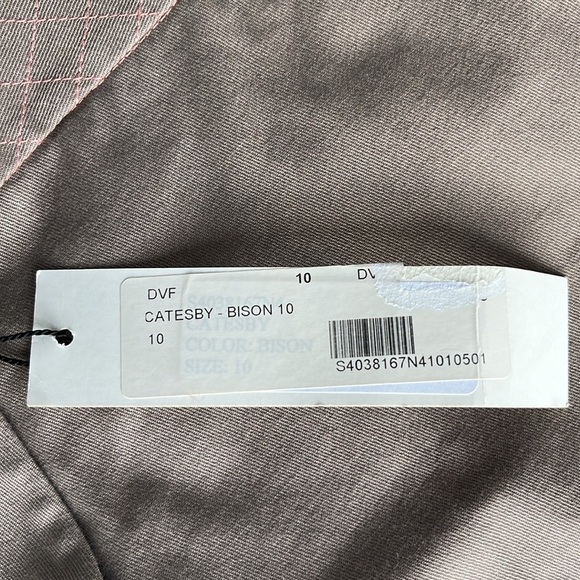 10 DV
DVF
CATESBY - BISON 10
10
S4038167N41010501
CATESBY
COLOR: BISON
SIZE: 10